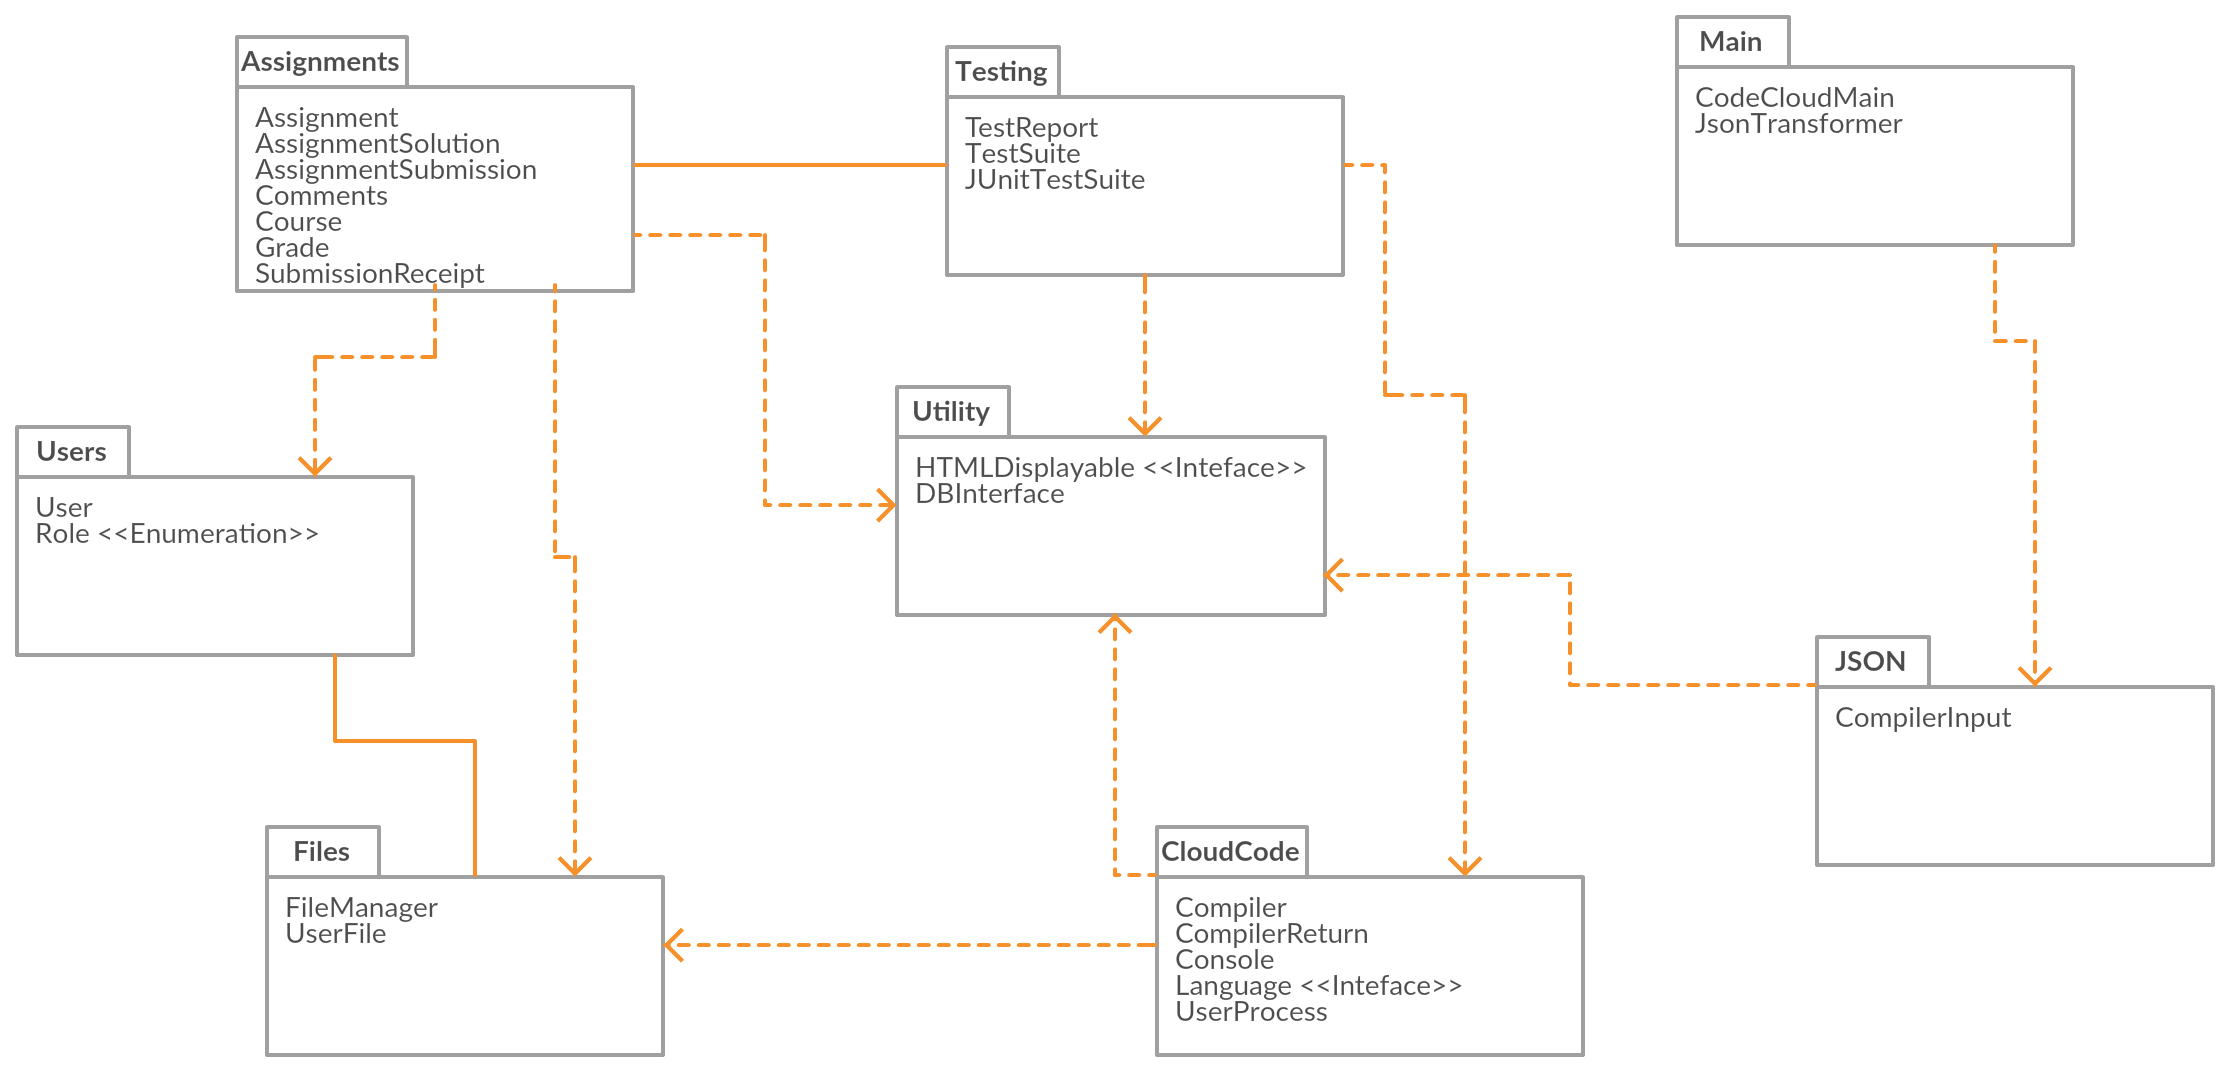 Assignments
Assignment
AssignmentSolution
AssignmentSubmission
Comments
Course
Grade
SubmissionReceipt
Testing
TestReport
TestSuite
JUnitTestSuite
Main
CodeCloudMain
JsonTransformer
Users
User
Role <<Enumeration>>
Utility
HTMLDisplayable <<Inteface>>
DBInterface
JSON
CompilerInput
Files
FileManager
UserFile
CloudCode
Compiler
CompilerReturn
Console
Language <<Inteface>>
UserProcess